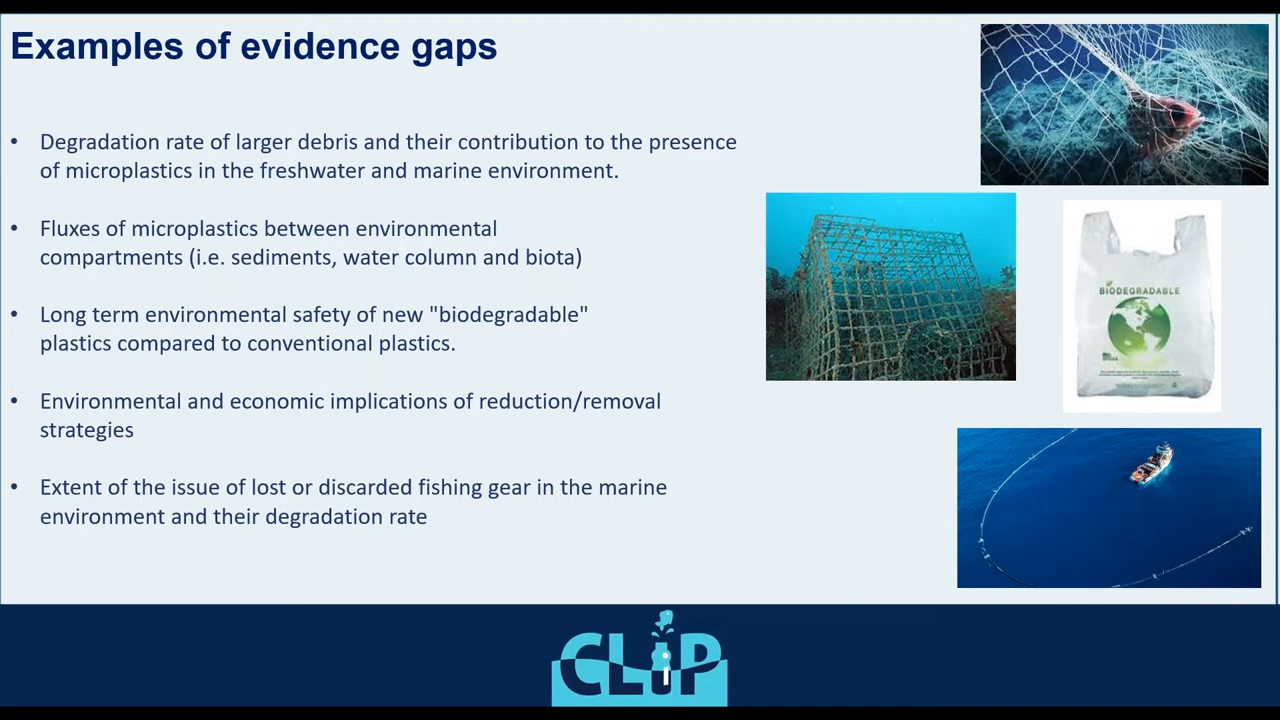 Examples of evidence gaps
• Degradation rate of larger debris and their contribution to the presence
of microplastics in the freshwater and marine environment.
• Fluxes of microplastics between environmental
compartments (i.e. sediments, water column and biota)
• Long term environmental safety of new "biodegradable"
plastics compared to conventional plastics.
• Environmental and economic implications of reduction/removal
strategies
• Extent of the issue of lost or discarded fishing gear in the marine
environment and their degradation rate
BIODEGRADABLE
CLiP